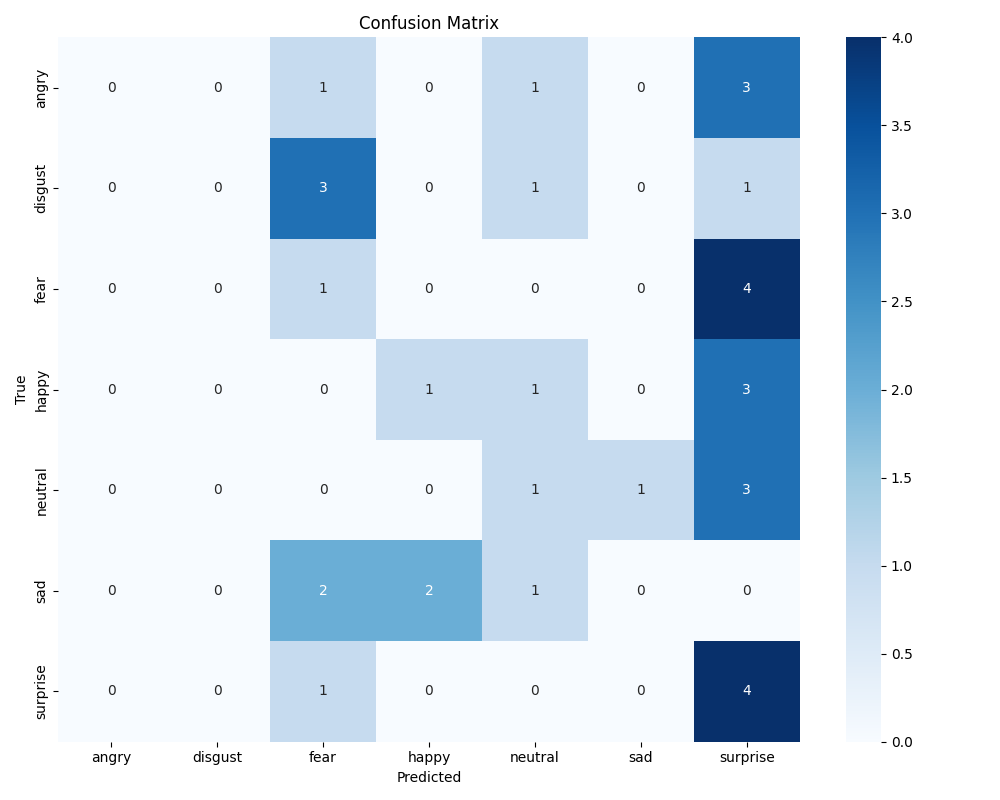 Confusion Matrix
angry 0 0 1 0 1 0 3
disgust 0 0 3 0 1 0 1
fear 0 0 1 0 0 0 4
happy 0 0 0 1 1 0 3
neutral 0 0 0 0 1 1 3
sad 0 0 2 2 1 0 0
surprise 0 0 1 0 0 0 4
True
angry disgust fear happy neutral sad surprise
Predicted
4.0
3.5
3.0
2.5
2.0
1.5
1.0
0.5
0.0